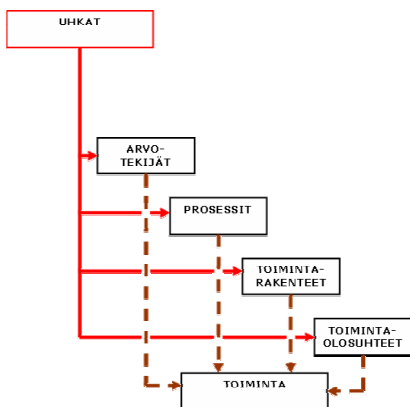 UHKAT
ARVO-
TEKIJÄT
PROSESSIT
TOIMINTA-
RAKENTEET
TOIMINTA-
OLOSUHTEET
TOIMINTA